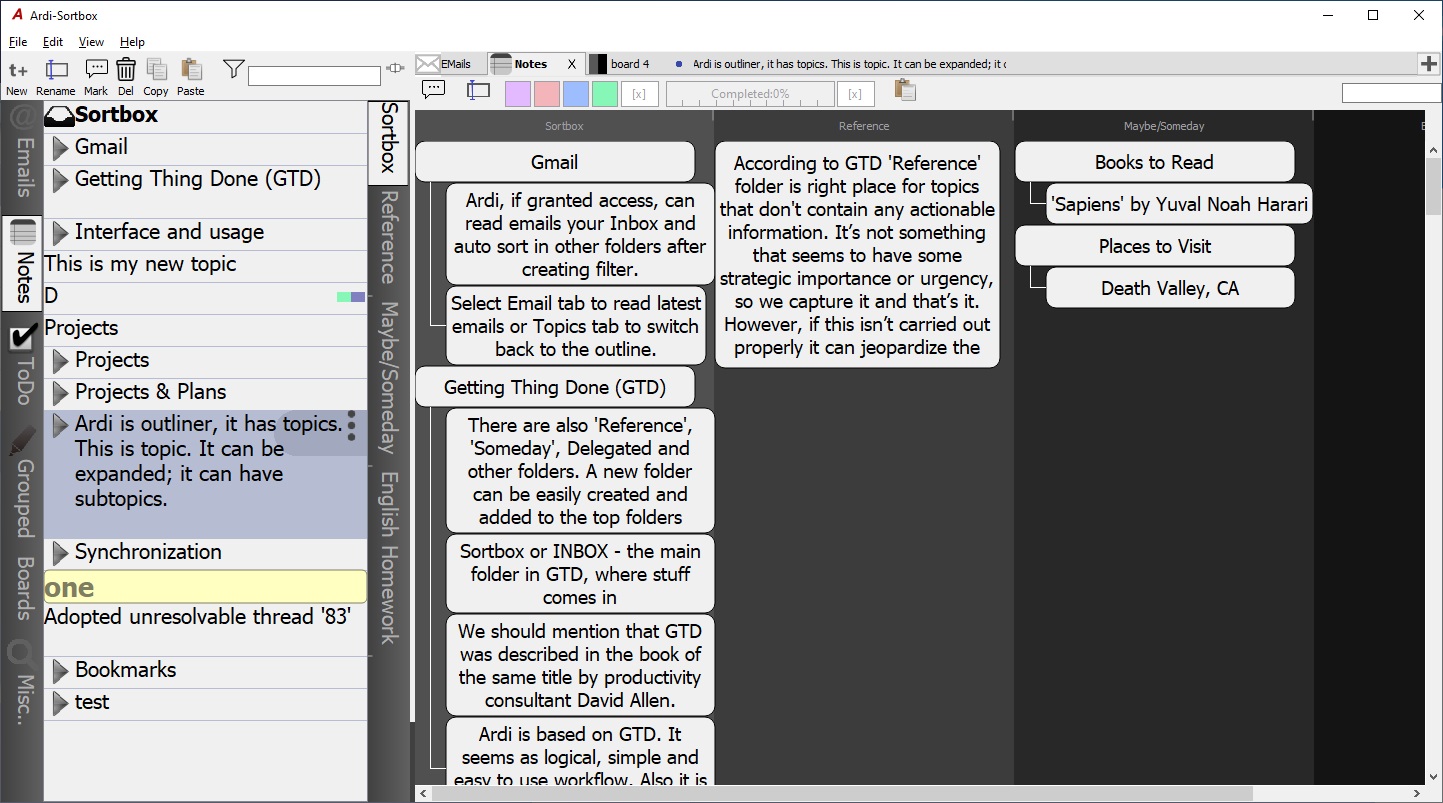 Ardi-Sortbox
File Edit View Help
t+
New Rename Mark Del Copy Paste
@ Emails
Notes
ToDo
Grouped
Boards
Misc..
Sortbox
Gmail
Getting Thing Done (GTD)
Interface and usage
This is my new topic
D
Projects
Projects
Projects & Plans
Ardi is outliner, it has topics.
This is topic. It can be
expanded; it can have
subtopics.
Synchronization
one
Adopted unresolvable thread '83'
Bookmarks
test
Sortbox
Reference
Maybe/Someday
English Homework
EMails Notes X board 4 Ardi is outliner, it has topics. This is topic. It can be expanded; it c
[x] Completed:0% [x]
Sortbox
Gmail
Ardi, if granted access, can
read emails your Inbox and
auto sort in other folders after
creating filter.
Select Email tab to read latest
emails or Topics tab to switch
back to the outline.
Getting Thing Done (GTD)
There are also 'Reference',
'Someday', Delegated and
other folders. A new folder
can be easily created and
added to the top folders
Sortbox or INBOX - the main
folder in GTD, where stuff
comes in
We should mention that GTD
was described in the book of
the same title by productivity
consultant David Allen.
Ardi is based on GTD. It
seems as logical, simple and
easy to use workflow. Also it is
Reference
According to GTD 'Reference'
folder is right place for topics
that don't contain any actionable
information. It’s not something
that seems to have some
strategic importance or urgency,
so we capture it and that’s it.
However, if this isn’t carried out
properly it can jeopardize the
Maybe/Someday
Books to Read
'Sapiens' by Yuval Noah Harari
Places to Visit
Death Valley, CA